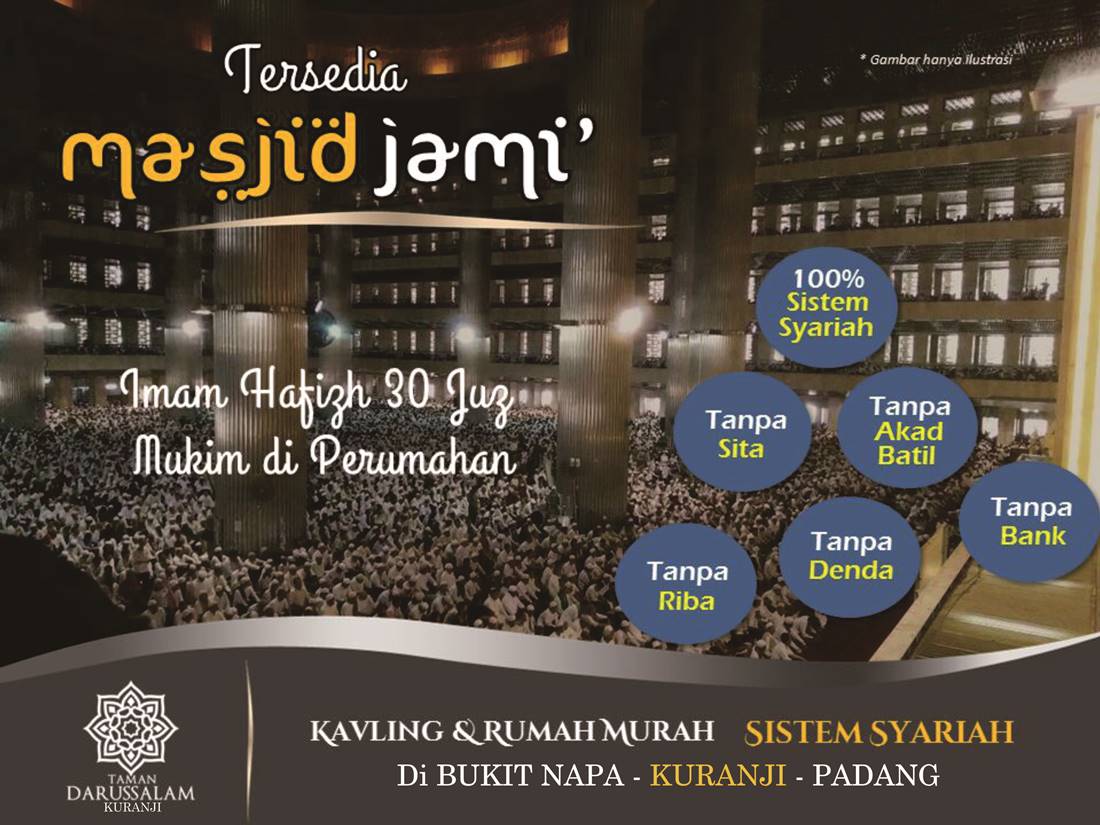 Tersedia
masjid jami'
* Gambar hanya ilustrasi
Imam Hafizh 30 Juz
Mukim di Perumahan
100%
Sistem
Syariah
Tanpa
Sita
Tanpa
Akad
Batil
Tanpa
Bank
Tanpa
Denda
Tanpa
Riba
TAMAN
DARUSSALAM
KURANJI
KAVLING & RUMAH MURAH SISTEM SYARIAH
Di BUKIT NAPA - KURANJI - PADANG